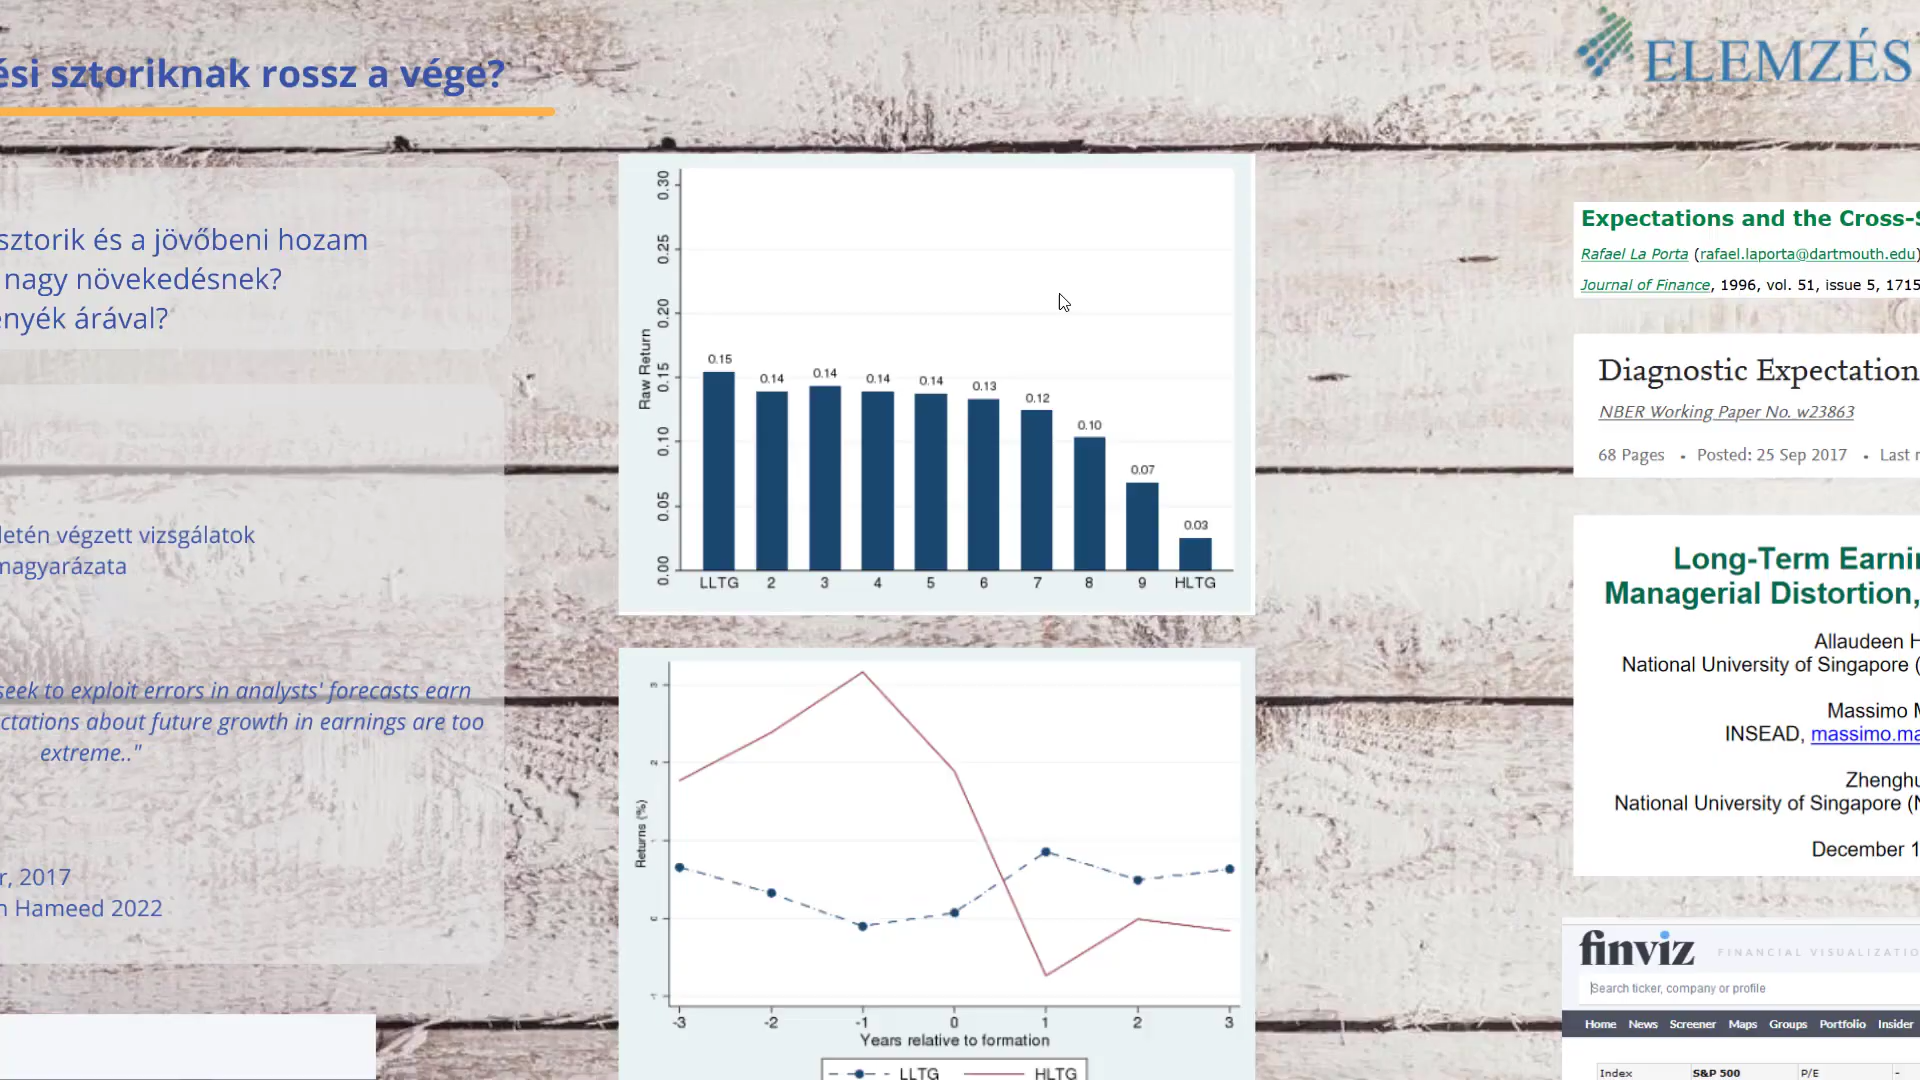 ési sztoriknak rossz a vége?
ELEMZÉS
sztorik és a jövőbeni hozam
nagy növekedésnek?
enyék árával?
letén végzett vizsgálatok
magyarázata
seek to exploit errors in analysts' forecasts earn
ctations about future growth in earnings are too
extreme.."
r, 2017
n Hameed 2022
Raw Return
0.30
0.25
0.20
0.15
0.10
0.05
0.00
0.15
0.14
0.14
0.14
0.14
0.13
0.12
0.10
0.07
0.03
LLTG 2 3 4 5 6 7 8 9 HLTG
Returns (%)
3
2
1
0
-1
-3 -2 -1 0 1 2 3
Years relative to formation
LLTG HLTG
Expectations and the Cross-S
Rafael La Porta (rafael.laporta@dartmouth.edu)
Journal of Finance, 1996, vol. 51, issue 5, 1715
Diagnostic Expectation
NBER Working Paper No. w23863
68 Pages • Posted: 25 Sep 2017 • Last r
Long-Term Earni
Managerial Distortion,
Allaudeen H
National University of Singapore (
Massimo M
INSEAD, massimo.ma
Zhenghu
National University of Singapore (N
December 1
finviz FINANCIAL VISUALIZATIO
Search ticker, company or profile
Home News Screener Maps Groups Portfolio Insider
Index S&P 500 P/E -